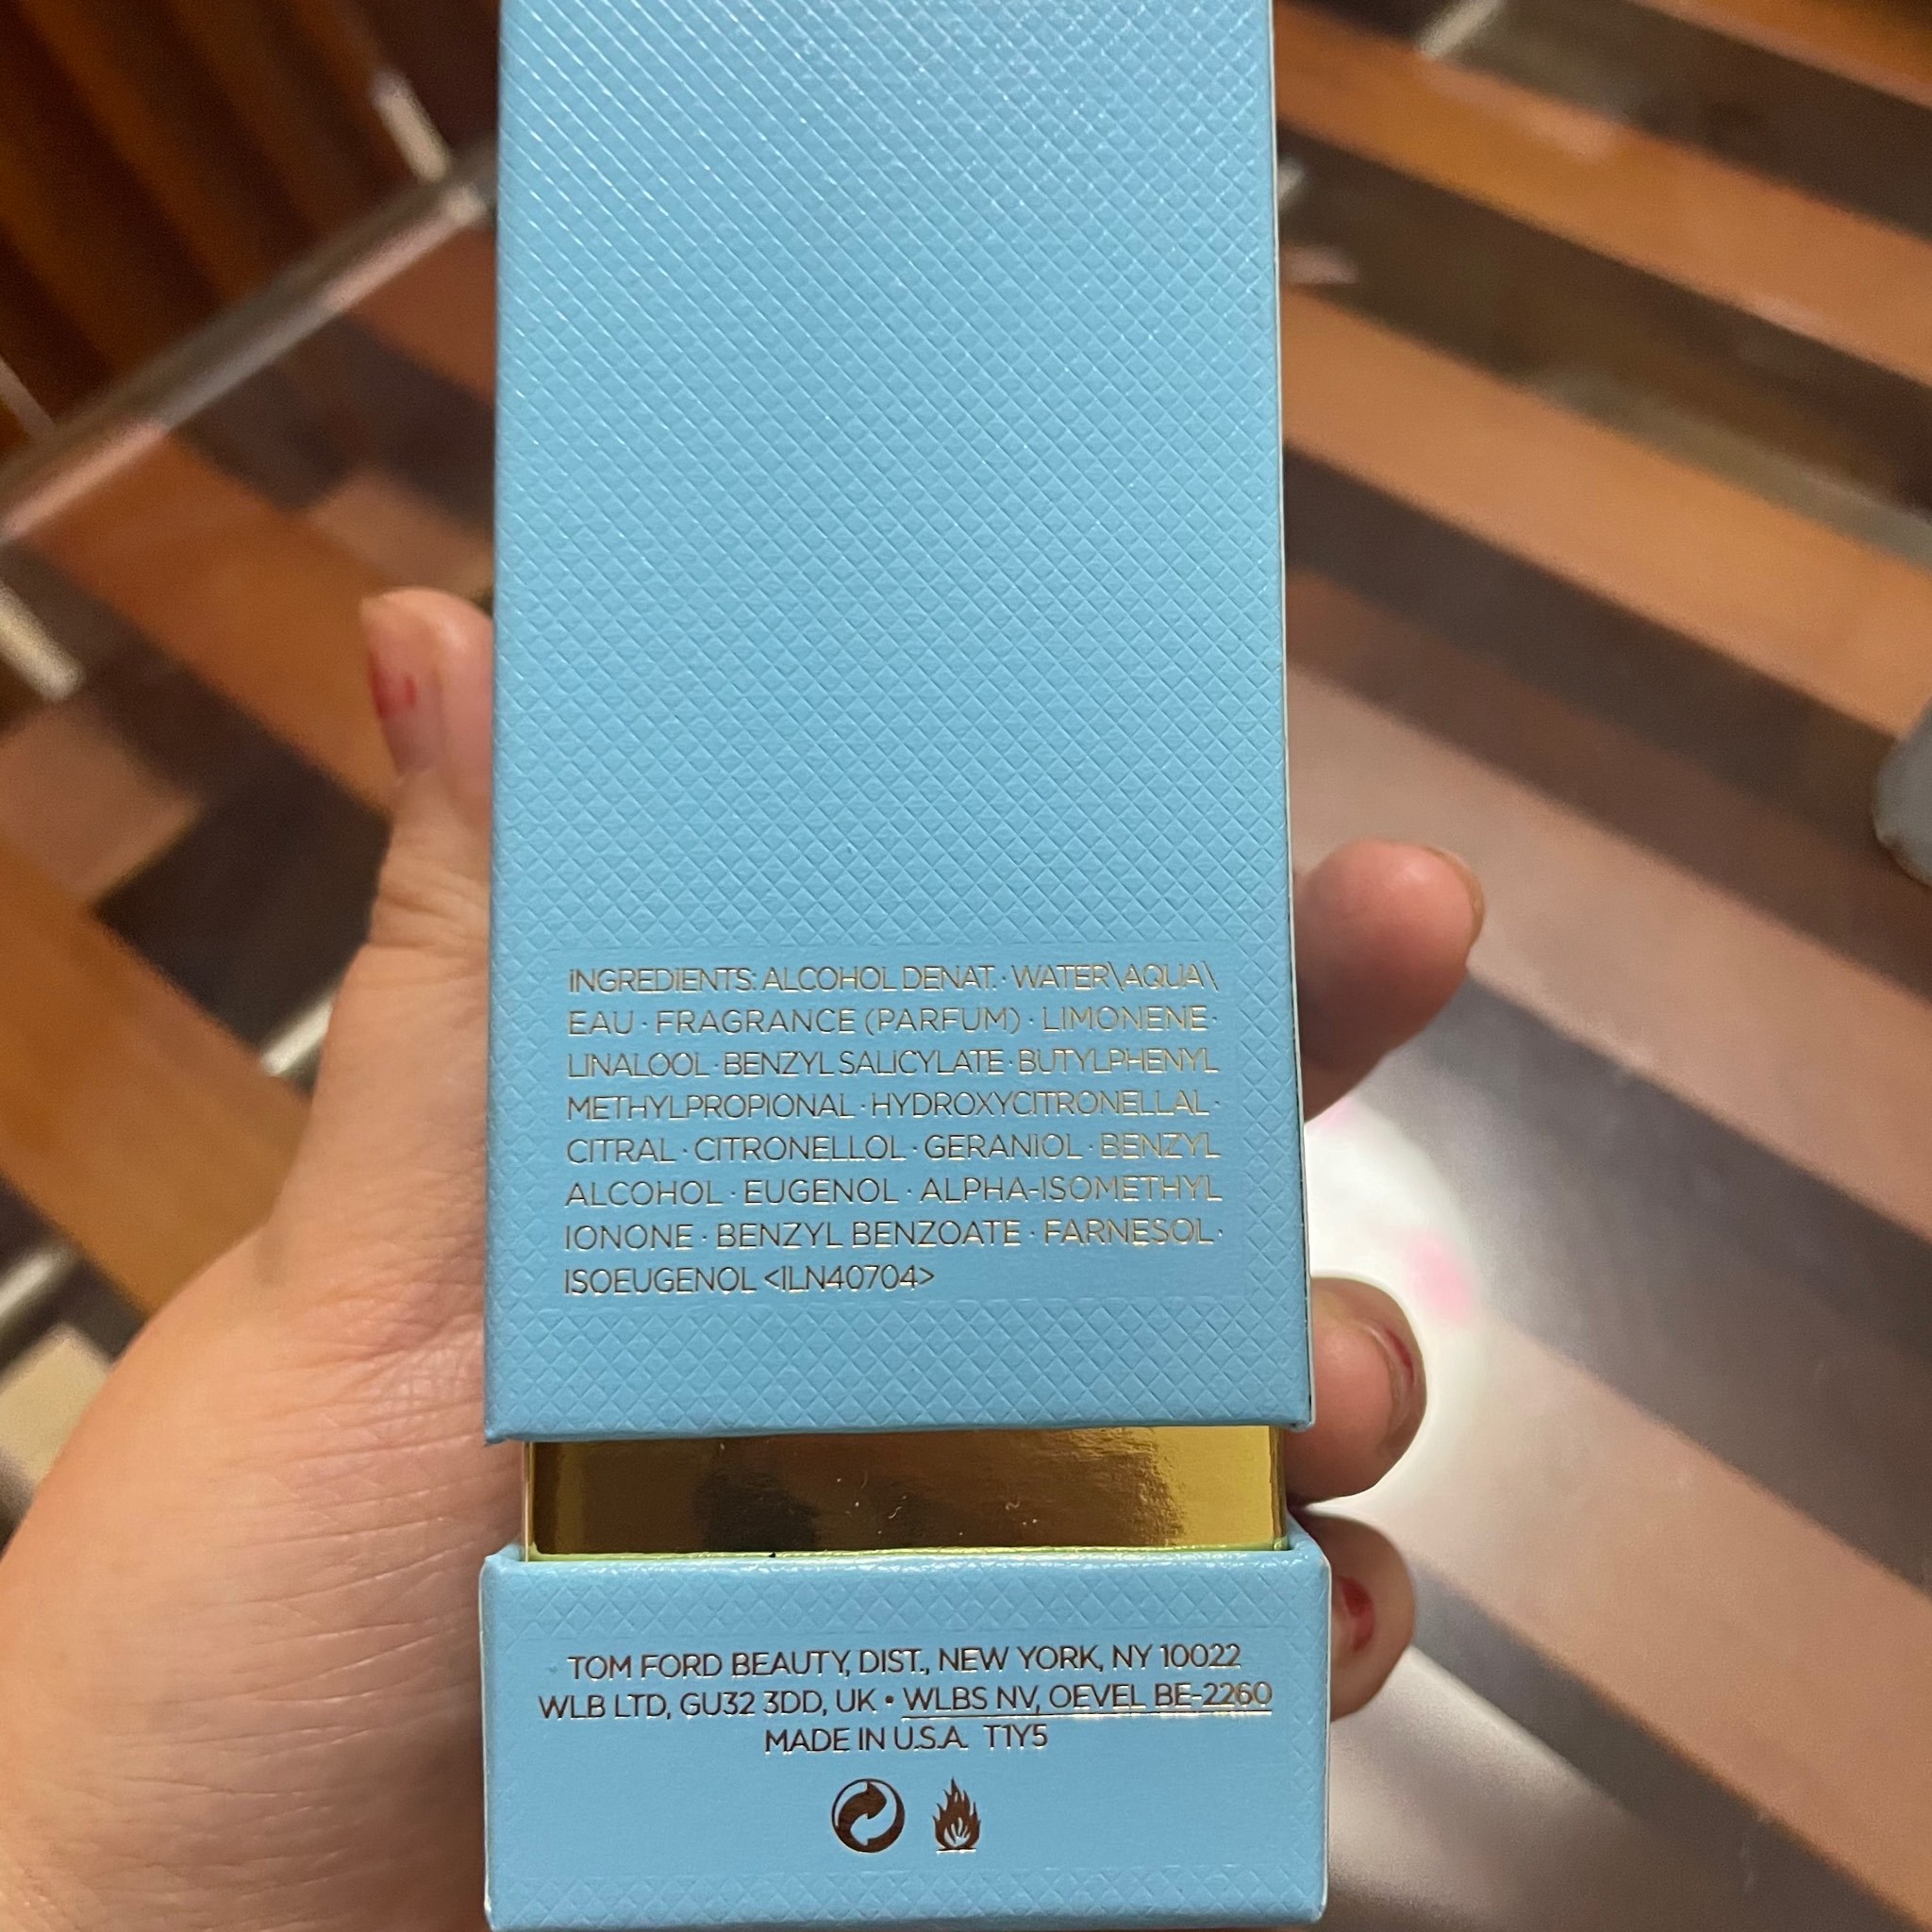 INGREDIENTS: ALCOHOL DENAT. · WATER\AQUA\
EAU · FRAGRANCE (PARFUM) · LIMONENE ·
LINALOOL · BENZYL SALICYLATE · BUTYLPHENYL
METHYLPROPIONAL · HYDROXYCITRONELLAL ·
CITRAL · CITRONELLOL · GERANIOL · BENZYL
ALCOHOL · EUGENOL · ALPHA-ISOMETHYL
IONONE · BENZYL BENZOATE · FARNESOL ·
ISOEUGENOL <ILN40704>
TOM FORD BEAUTY, DIST., NEW YORK, NY 10022
WLB LTD, GU32 3DD, UK • WLBS NV, OEVEL BE-2260
MADE IN U.S.A. T1Y5